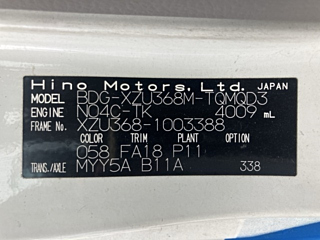 Hino Motors, Ltd. JAPAN
MODEL BDG-XZU368M-TQMQD3
ENGINE N04C-TK 4009 mL
FRAME No. XZU368-1003388
COLOR TRIM PLANT OPTION
058 FA18 P11
TRANS./AXLE MYY5A B11A 338